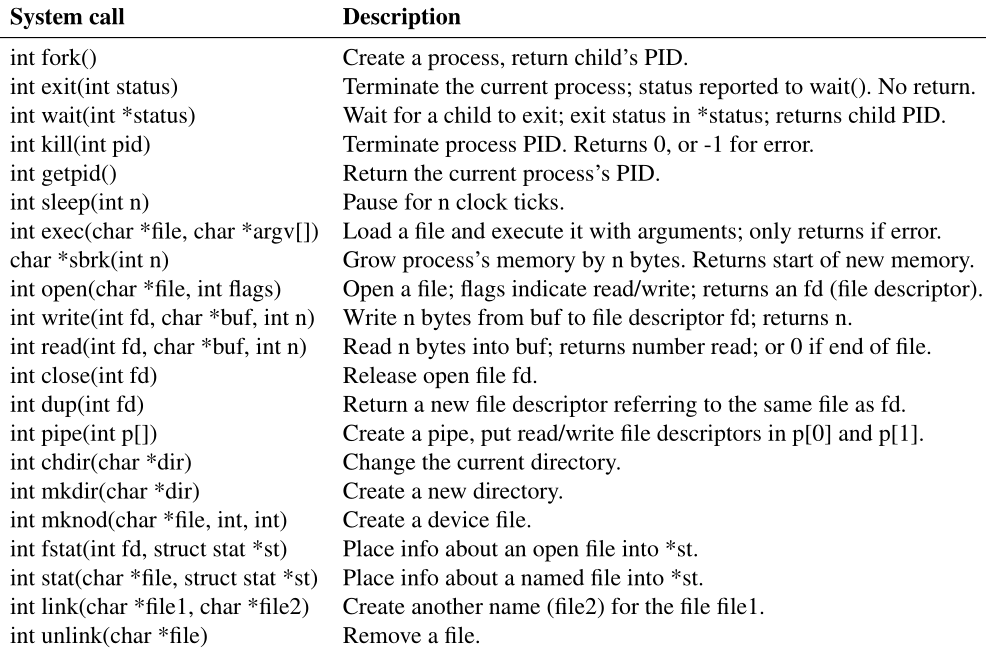 System call Description
int fork() Create a process, return child's PID.
int exit(int status) Terminate the current process; status reported to wait(). No return.
int wait(int *status) Wait for a child to exit; exit status in *status; returns child PID.
int kill(int pid) Terminate process PID. Returns 0, or -1 for error.
int getpid() Return the current process's PID.
int sleep(int n) Pause for n clock ticks.
int exec(char *file, char *argv[]) Load a file and execute it with arguments; only returns if error.
char *sbrk(int n) Grow process's memory by n bytes. Returns start of new memory.
int open(char *file, int flags) Open a file; flags indicate read/write; returns an fd (file descriptor).
int write(int fd, char *buf, int n) Write n bytes from buf to file descriptor fd; returns n.
int read(int fd, char *buf, int n) Read n bytes into buf; returns number read; or 0 if end of file.
int close(int fd) Release open file fd.
int dup(int fd) Return a new file descriptor referring to the same file as fd.
int pipe(int p[]) Create a pipe, put read/write file descriptors in p[0] and p[1].
int chdir(char *dir) Change the current directory.
int mkdir(char *dir) Create a new directory.
int mknod(char *file, int, int) Create a device file.
int fstat(int fd, struct stat *st) Place info about an open file into *st.
int stat(char *file, struct stat *st) Place info about a named file into *st.
int link(char *file1, char *file2) Create another name (file2) for the file file1.
int unlink(char *file) Remove a file.